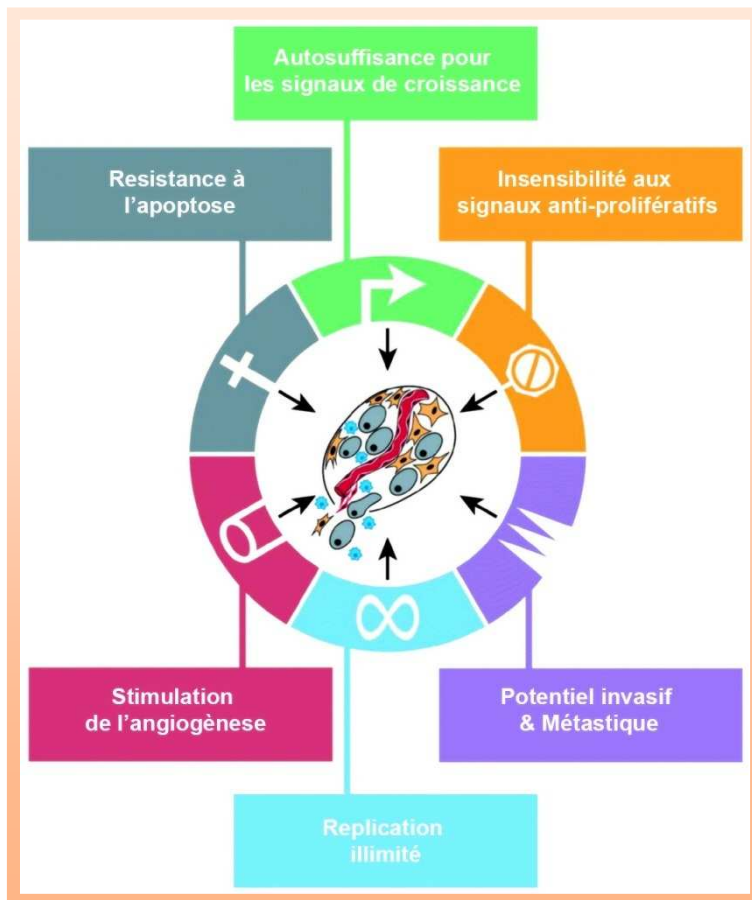 Autosuffisance pour
les signaux de croissance
Resistance à
l'apoptose
Insensibilité aux
signaux anti-prolifératifs
Stimulation
de l'angiogènese
Potentiel invasif
& Métastique
Replication
illimité